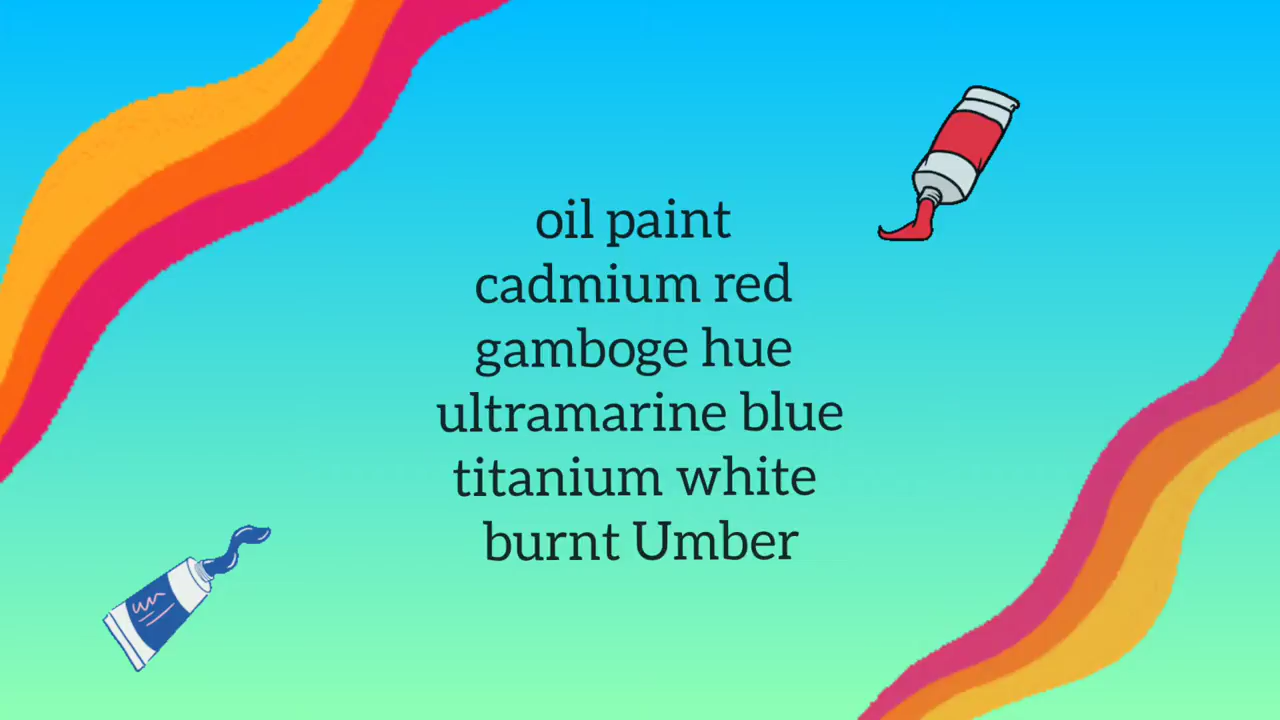 oil paint
cadmium red
gamboge hue
ultramarine blue
titanium white
burnt Umber